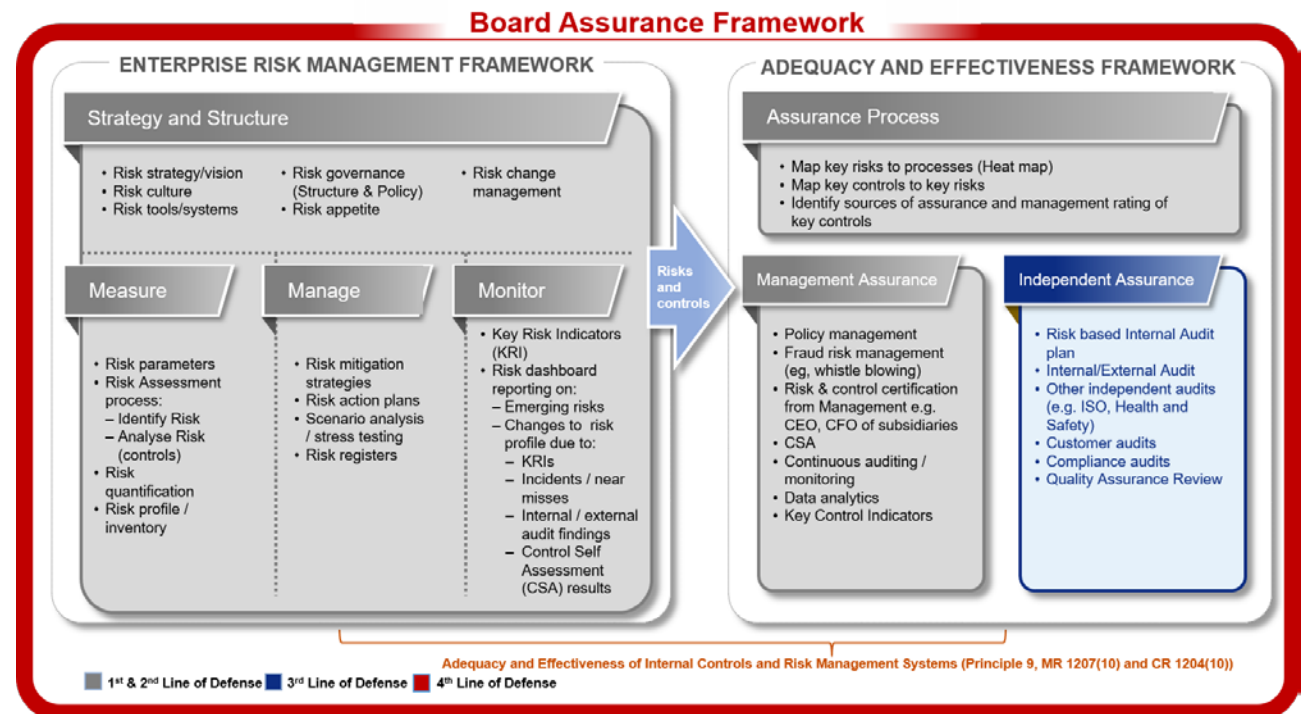 Board Assurance Framework
ENTERPRISE RISK MANAGEMENT FRAMEWORK
Strategy and Structure
• Risk strategy/vision
• Risk culture
• Risk tools/systems
• Risk governance
(Structure & Policy)
• Risk appetite
• Risk change
management
Measure
• Risk parameters
• Risk Assessment
process:
– Identify Risk
– Analyse Risk
(controls)
• Risk
quantification
• Risk profile /
inventory
Manage
• Risk mitigation
strategies
• Risk action plans
• Scenario analysis
/ stress testing
• Risk registers
Monitor
• Key Risk Indicators
(KRI)
• Risk dashboard
reporting on:
– Emerging risks
– Changes to risk
profile due to:
– KRIs
– Incidents / near
misses
– Internal / external
audit findings
– Control Self
Assessment
(CSA) results
Risks
and
controls
ADEQUACY AND EFFECTIVENESS FRAMEWORK
Assurance Process
• Map key risks to processes (Heat map)
• Map key controls to key risks
• Identify sources of assurance and management rating of
key controls
Management Assurance
• Policy management
• Fraud risk management
(eg, whistle blowing)
• Risk & control certification
from Management e.g.
CEO, CFO of subsidiaries
• CSA
• Continuous auditing /
monitoring
• Data analytics
• Key Control Indicators
Independent Assurance
• Risk based Internal Audit
plan
• Internal/External Audit
• Other independent audits
(e.g. ISO, Health and
Safety)
• Customer audits
• Compliance audits
• Quality Assurance Review
Adequacy and Effectiveness of Internal Controls and Risk Management Systems (Principle 9, MR 1207(10) and CR 1204(10))
1st & 2nd Line of Defense 3rd Line of Defense 4th Line of Defense